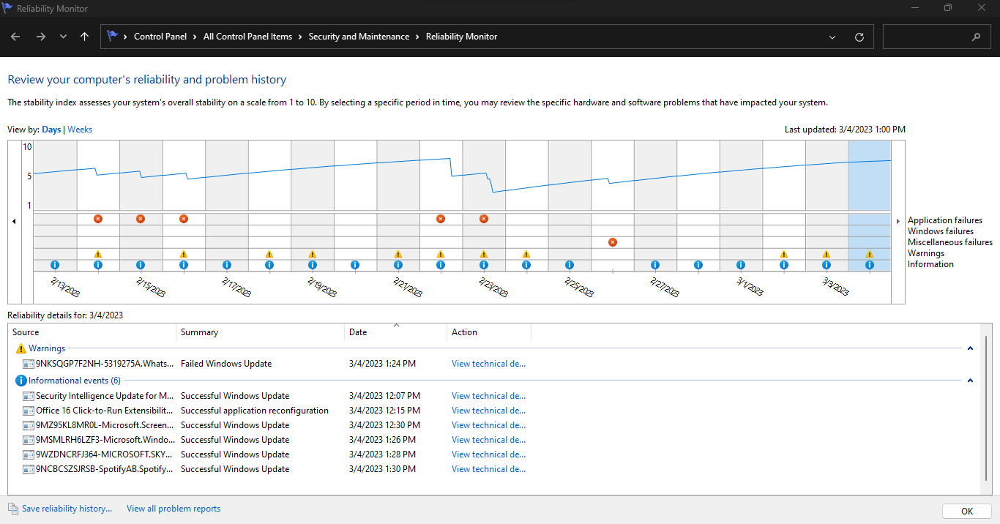 Reliability Monitor
Control Panel > All Control Panel Items > Security and Maintenance > Reliability Monitor
Review your computer's reliability and problem history
The stability index assesses your system's overall stability on a scale from 1 to 10. By selecting a specific period in time, you may review the specific hardware and software problems that have impacted your system.
View by: Days | Weeks
Last updated: 3/4/2023 1:00 PM
10
5
1
Application failures
Windows failures
Miscellaneous failures
Warnings
Information
2/13/2023 2/15/2023 2/17/2023 2/19/2023 2/21/2023 2/23/2023 2/25/2023 2/27/2023 3/1/2023 3/3/2023
Reliability details for: 3/4/2023
Source Summary Date Action
Warnings
9NKSQGP7F2NH-5319275A.Whats... Failed Windows Update 3/4/2023 1:24 PM View technical de...
Informational events (6)
Security Intelligence Update for M... Successful Windows Update 3/4/2023 12:07 PM View technical de...
Office 16 Click-to-Run Extensibilit... Successful application reconfiguration 3/4/2023 12:15 PM View technical de...
9MZ95KL8MR0L-Microsoft.Screen... Successful Windows Update 3/4/2023 12:30 PM View technical de...
9MSMLRH6LZF3-Microsoft.Windo... Successful Windows Update 3/4/2023 1:26 PM View technical de...
9WZDNCRFJ364-MICROSOFT.SKY... Successful Windows Update 3/4/2023 1:28 PM View technical de...
9NCBCSZSJRSB-SpotifyAB.Spotify... Successful Windows Update 3/4/2023 1:30 PM View technical de...
Save reliability history... View all problem reports
OK